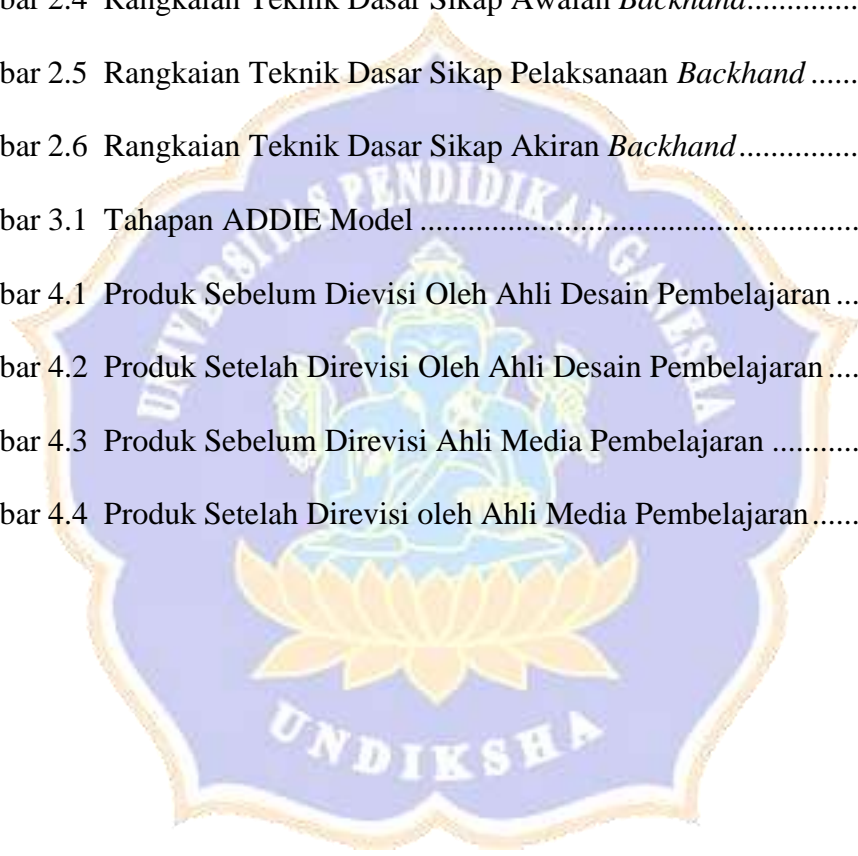 bar 2.4 Rangkaian Teknik Dasar Sikap Awalan Backhand.............
bar 2.5 Rangkaian Teknik Dasar Sikap Pelaksanaan Backhand ......
bar 2.6 Rangkaian Teknik Dasar Sikap Akiran Backhand...............
bar 3.1 Tahapan ADDIE Model .....................................................
bar 4.1 Produk Sebelum Dievisi Oleh Ahli Desain Pembelajaran ...
bar 4.2 Produk Setelah Direvisi Oleh Ahli Desain Pembelajaran ....
bar 4.3 Produk Sebelum Direvisi Ahli Media Pembelajaran ...........
bar 4.4 Produk Setelah Direvisi oleh Ahli Media Pembelajaran ......
UNIVERSITAS PENDIDIKAN GANESHA
UNDIKSHA